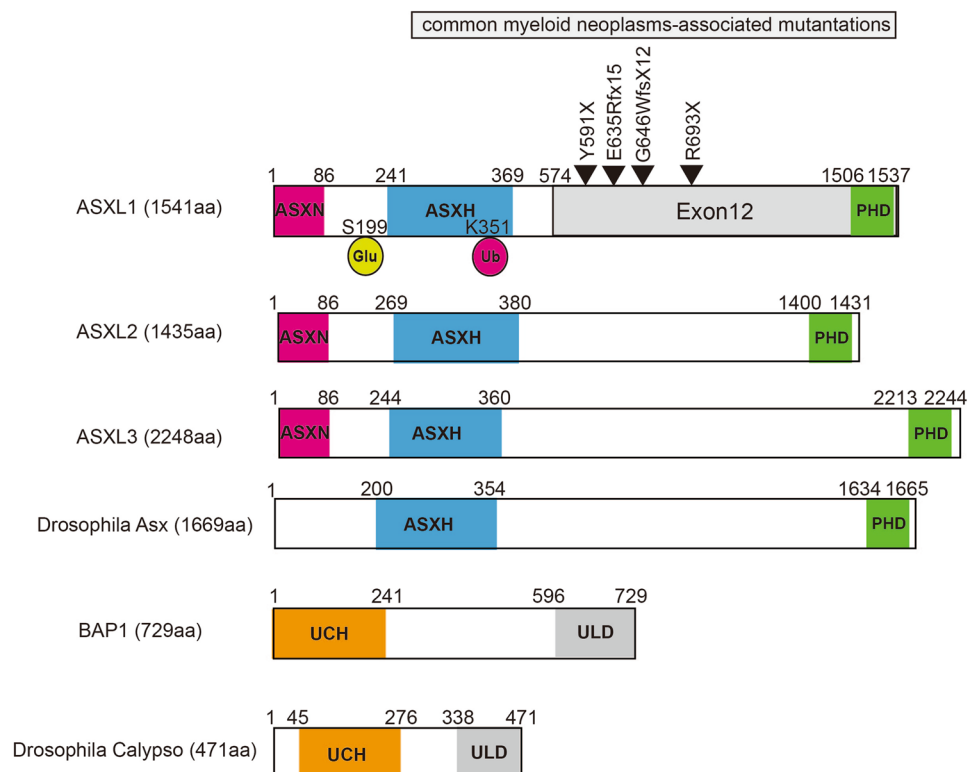 common myeloid neoplasms-associated mutantations
Y591X
E635Rfx15
G646WfsX12
R693X
1 86 241 369 574 1506 1537
ASXL1 (1541aa)
ASXN ASXH Exon12 PHD
S199 K351
Glu Ub
1 86 269 380 1400 1431
ASXL2 (1435aa)
ASXN ASXH PHD
1 86 244 360 2213 2244
ASXL3 (2248aa)
ASXN ASXH PHD
1 200 354 1634 1665
Drosophila Asx (1669aa)
ASXH PHD
1 241 596 729
BAP1 (729aa)
UCH ULD
1 45 276 338 471
Drosophila Calypso (471aa)
UCH ULD